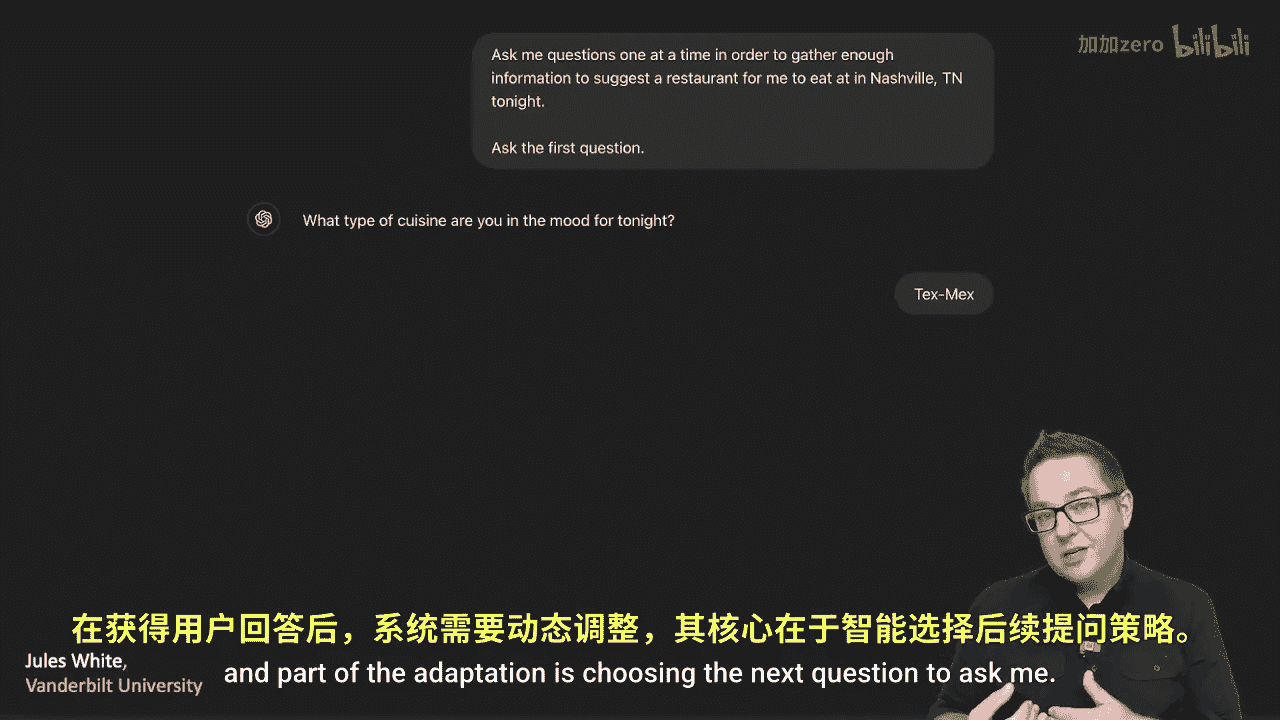 加加zero bilibili
Ask me questions one at a time in order to gather enough
information to suggest a restaurant for me to eat at in Nashville, TN
tonight.
Ask the first question.
What type of cuisine are you in the mood for tonight?
Tex-Mex
在获得用户回答后，系统需要动态调整，其核心在于智能选择后续提问策略。
and part of the adaptation is choosing the next question to ask me.
Jules White,
Vanderbilt University